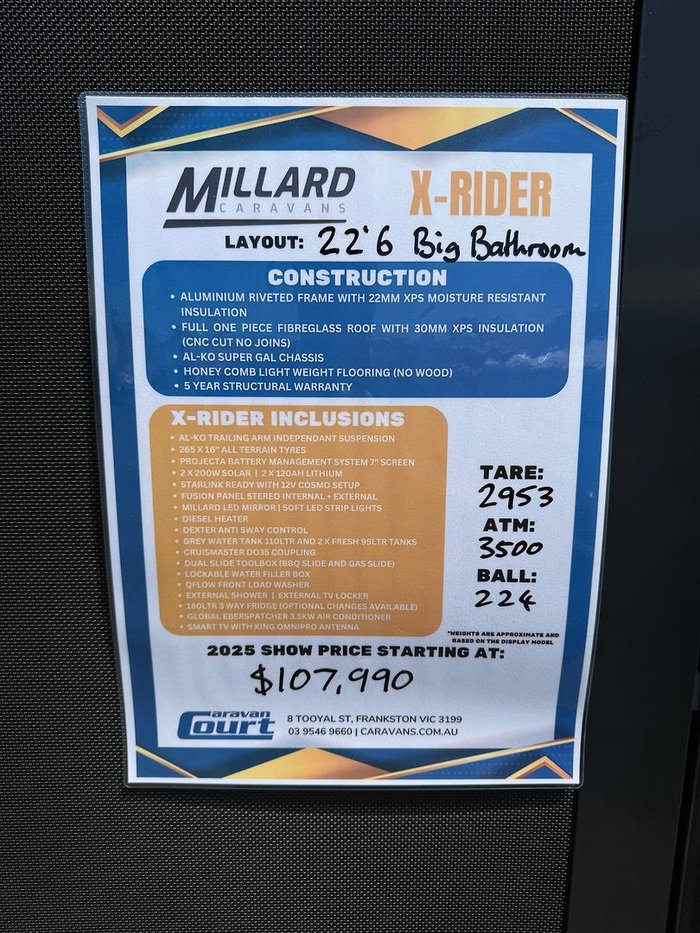 MILLARD
CARAVANS
X-RIDER
LAYOUT: 22'6 Big Bathroom
CONSTRUCTION
• ALUMINIUM RIVETED FRAME WITH 22MM XPS MOISTURE RESISTANT
INSULATION
• FULL ONE PIECE FIBREGLASS ROOF WITH 30MM XPS INSULATION
(CNC CUT NO JOINS)
• AL-KO SUPER GAL CHASSIS
• HONEY COMB LIGHT WEIGHT FLOORING (NO WOOD)
• 5 YEAR STRUCTURAL WARRANTY
X-RIDER INCLUSIONS
• AL-KO TRAILING ARM INDEPENDANT SUSPENSION
• 265 X 16" ALL TERRAIN TYRES
• PROJECTA BATTERY MANAGEMENT SYSTEM 7" SCREEN
• 2 X 200W SOLAR | 2 X 120AH LITHIUM
• STARLINK READY WITH 12V COSMO SETUP
• FUSION PANEL STEREO INTERNAL + EXTERNAL
• MILLARD LED MIRROR | SOFT LED STRIP LIGHTS
• DIESEL HEATER
• DEXTER ANTI SWAY CONTROL
• GREY WATER TANK 110LTR AND 2 X FRESH 95LTR TANKS
• CRUISMASTER DO35 COUPLING
• DUAL SLIDE TOOLBOX (BBQ SLIDE AND GAS SLIDE)
• LOCKABLE WATER FILLER BOX
• QFLOW FRONT LOAD WASHER
• EXTERNAL SHOWER | EXTERNAL TV LOCKER
• 180LTR 3 WAY FRIDGE (OPTIONAL CHANGES AVAILABLE)
• GLOBAL EBERSPATCHER 3.5KW AIR CONDITIONER
• SMART TV WITH KING OMNIPRO ANTENNA
TARE:
2953
ATM:
3500
BALL:
224
*WEIGHTS ARE APPROXIMATE AND
BASED ON THE DISPLAY MODEL
2025 SHOW PRICE STARTING AT:
$107,990
Caravan
Court
8 TOOYAL ST, FRANKSTON VIC 3199
03 9546 9660 | CARAVANS.COM.AU